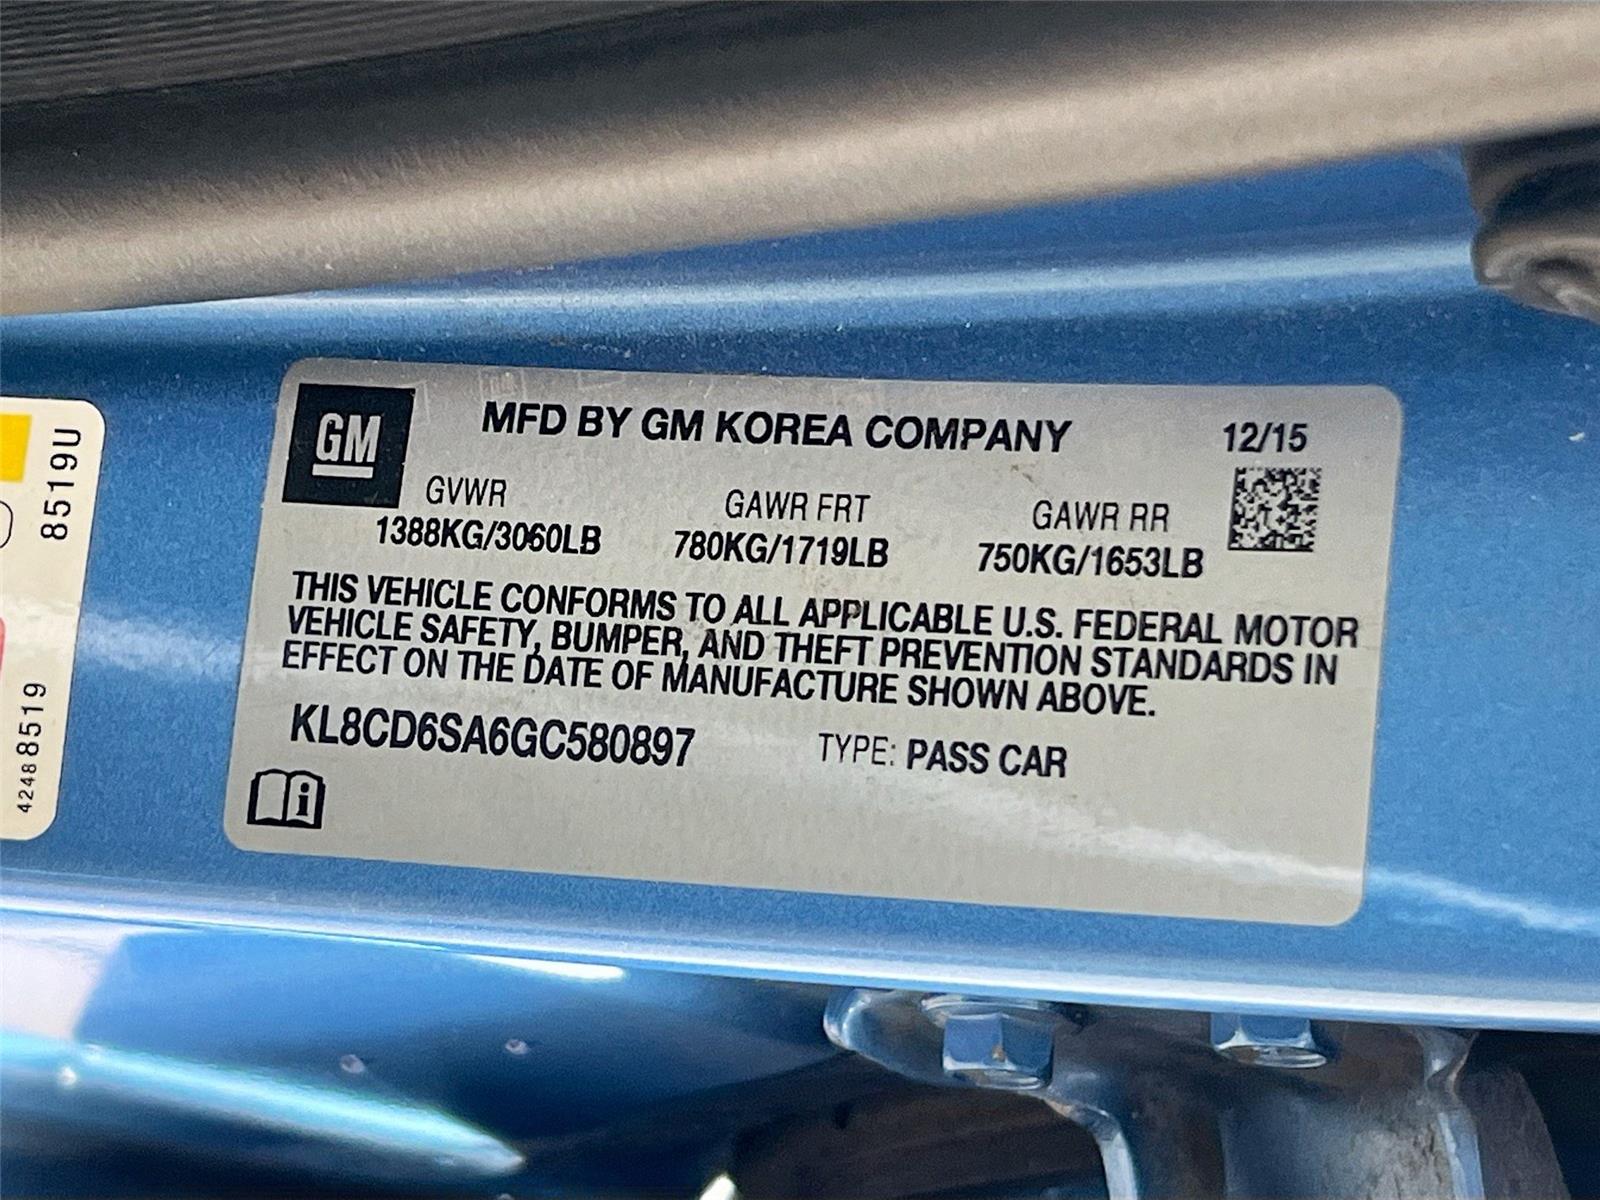 GM
MFD BY GM KOREA COMPANY
12/15
GVWR
GAWR FRT
GAWR RR
1388KG/3060LB
780KG/1719LB
750KG/1653LB
THIS VEHICLE CONFORMS TO ALL APPLICABLE U.S. FEDERAL MOTOR
VEHICLE SAFETY, BUMPER, AND THEFT PREVENTION STANDARDS IN
EFFECT ON THE DATE OF MANUFACTURE SHOWN ABOVE.
KL8CD6SA6GC580897
TYPE: PASS CAR
i
8519U
42488519